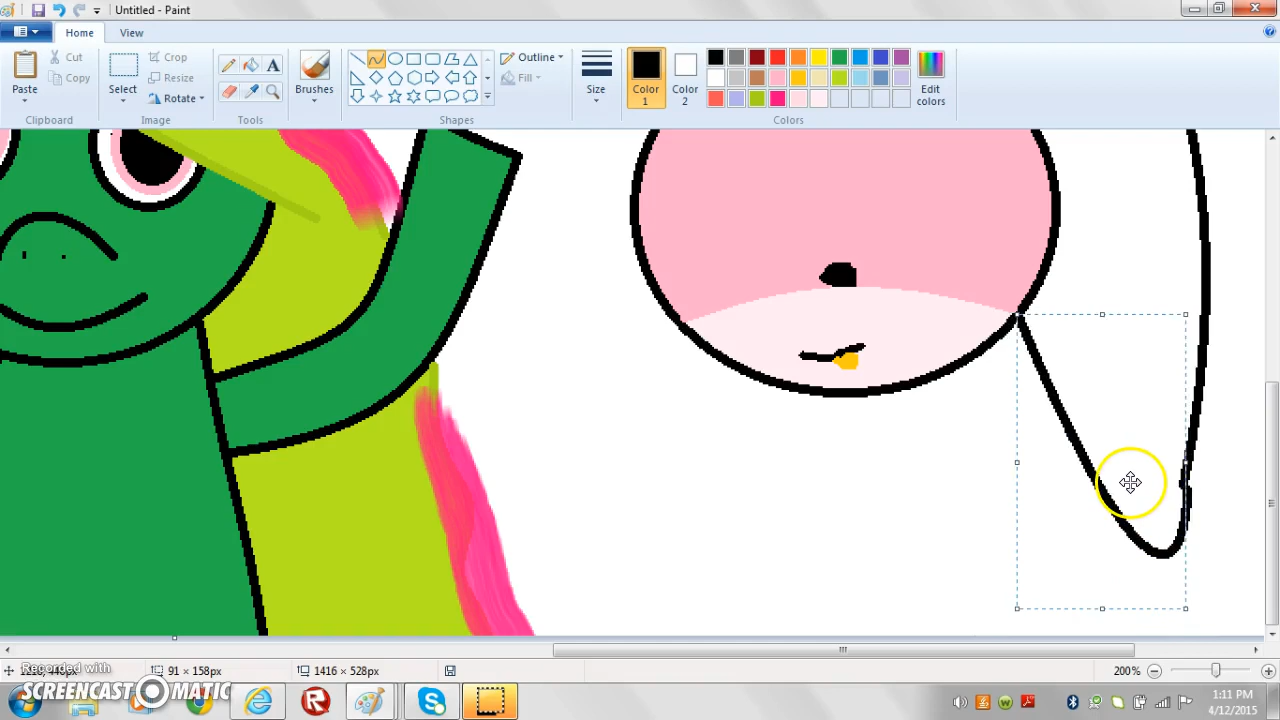 Untitled - Paint
Home View
Paste
Cut
Copy
Select
Crop
Resize
Rotate
Brushes
Outline
Fill
Size
Color 1
Color 2
Edit colors
Clipboard Image Tools Shapes Colors
91 × 158px
1416 × 528px
200%
Recorded with
SCREENCAST MATIC
1:11 PM
4/12/2015